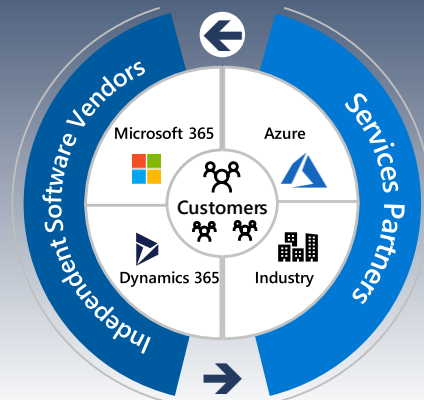 Independent Software Vendors
Services Partners
Microsoft 365
Azure
Customers
Dynamics 365
Industry